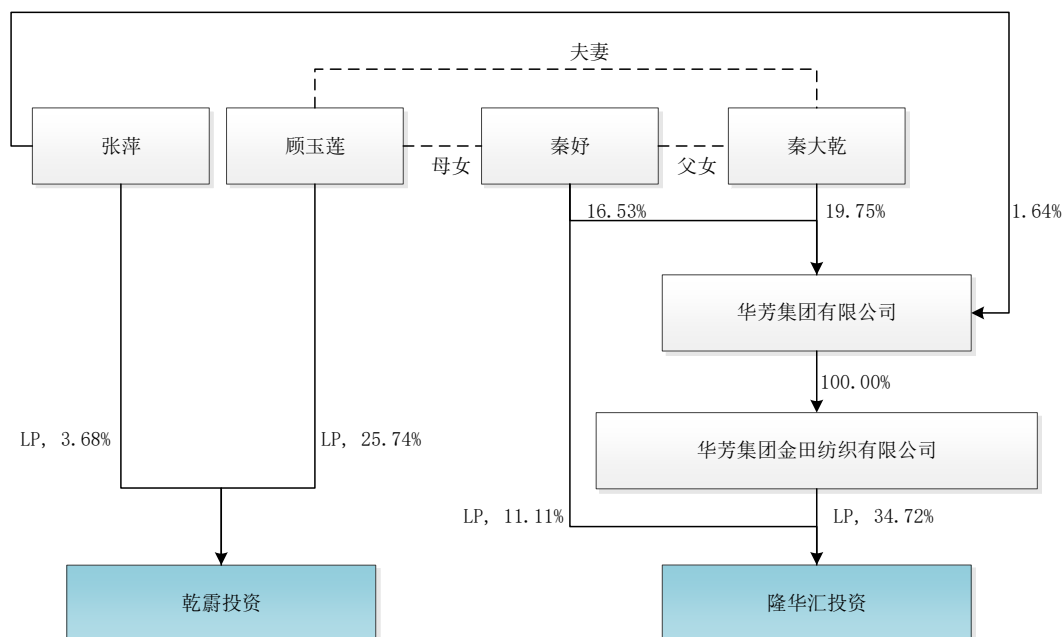 夫妻
张萍
顾玉莲
秦妤
秦大乾
母女
父女
16.53%
19.75%
1.64%
华芳集团有限公司
100.00%
LP, 3.68%
LP, 25.74%
华芳集团金田纺织有限公司
LP, 11.11%
LP, 34.72%
乾霨投资
隆华汇投资